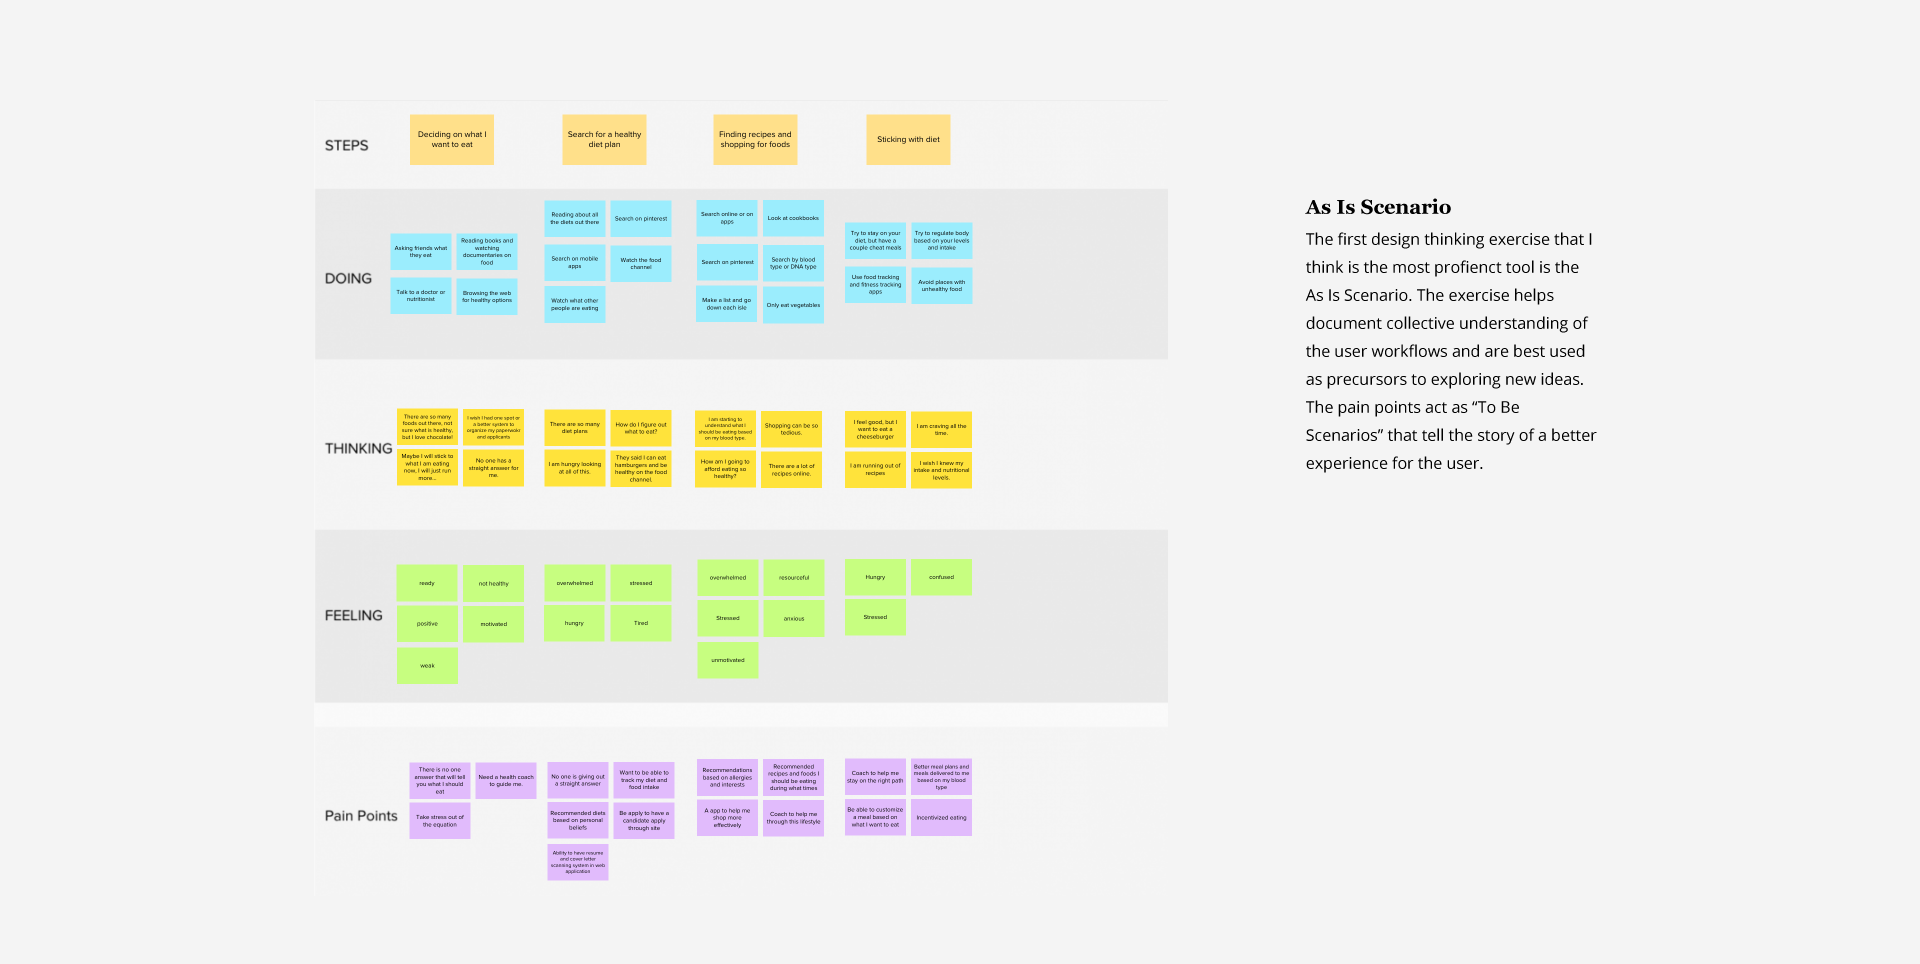 STEPS
Deciding on what I
want to eat
Search for a healthy
diet plan
Finding recipes and
shopping for foods
Sticking with diet
DOING
Asking friends what
they eat
Reading books and
watching
documentaries on
food
Talk to a doctor or
nutritionist
Browsing the web
for healthy options
Reading about all
the diets out there
Search on pinterest
Search on mobile
apps
Watch the food
channel
Watch what other
people are eating
Search online or on
apps
Look at cookbooks
Search on pinterest
Search by blood
type or DNA type
Make a list and go
down each isle
Only eat vegetables
Try to stay on your
diet, but have a
couple cheat meals
Try to regulate body
based on your levels
and intake
Use food tracking
and fitness tracking
apps
Avoid places with
unhealthy food
THINKING
There are so many
foods out there, not
sure what is healthy,
but I love chocolate!
I wish I had one spot or
a better system to
organize my paperwokr
and applicants
Maybe I will stick to
what I am eating
now, I will just run
more...
No one has a
straight answer for
me.
There are so many
diet plans
How do I figure out
what to eat?
I am hungry looking
at all of this.
They said I can eat
hamburgers and be
healthy on the food
channel.
I am starting to
understand what I
should be eating based
on my blood type.
Shopping can be so
tedious.
How am I going to
afford eating so
healthy?
There are a lot of
recipes online.
I feel good, but I
want to eat a
cheeseburger
I am craving all the
time.
I am running out of
recipes
I wish I knew my
intake and nutritional
levels.
FEELING
ready
not healthy
positive
motivated
weak
overwhelmed
stressed
hungry
Tired
overwhelmed
resourceful
Stressed
anxious
unmotivated
Hungry
confused
Stressed
Pain Points
There is no one
answer that will tell
you what I should
eat
Need a health coach
to guide me.
Take stress out of
the equation
No one is giving out
a straight answer
Want to be able to
track my diet and
food intake
Recommended diets
based on personal
beliefs
Be apply to have a
candidate apply
through site
Ability to have resume
and cover letter
scanning system in web
application
Recommendations
based on allergies
and interests
Recommended
recipes and foods I
should be eating
during what times
A app to help me
shop more
effectively
Coach to help me
through this lifestyle
Coach to help me
stay on the right path
Better meal plans and
meals delivered to me
based on my blood
type
Be able to customize
a meal based on
what I want to eat
Incentivized eating
As Is Scenario
The first design thinking exercise that I
think is the most profienct tool is the
As Is Scenario. The exercise helps
document collective understanding of
the user workflows and are best used
as precursors to exploring new ideas.
The pain points act as “To Be
Scenarios” that tell the story of a better
experience for the user.